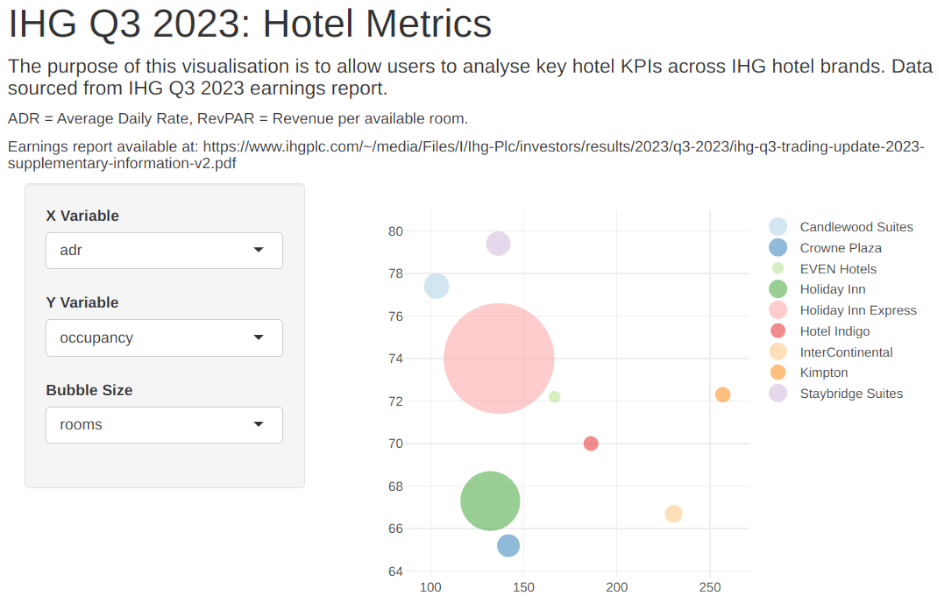 IHG Q3 2023: Hotel Metrics
The purpose of this visualisation is to allow users to analyse key hotel KPIs across IHG hotel brands. Data
sourced from IHG Q3 2023 earnings report.
ADR = Average Daily Rate, RevPAR = Revenue per available room.
Earnings report available at: https://www.ihgplc.com/~/media/Files/I/Ihg-Plc/investors/results/2023/q3-2023/ihg-q3-trading-update-2023-
supplementary-information-v2.pdf
X Variable
adr
Y Variable
occupancy
Bubble Size
rooms
80
78
76
74
72
70
68
66
64
100
150
200
250
Candlewood Suites
Crowne Plaza
EVEN Hotels
Holiday Inn
Holiday Inn Express
Hotel Indigo
InterContinental
Kimpton
Staybridge Suites